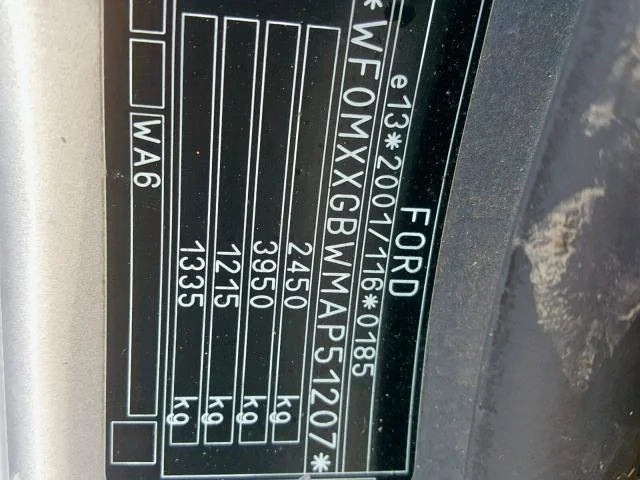 FORD
e13*2001/116*0185
*WF0MXXGBWMAP51207*
2450 kg
3950 kg
1215 kg
1335 kg
WA6